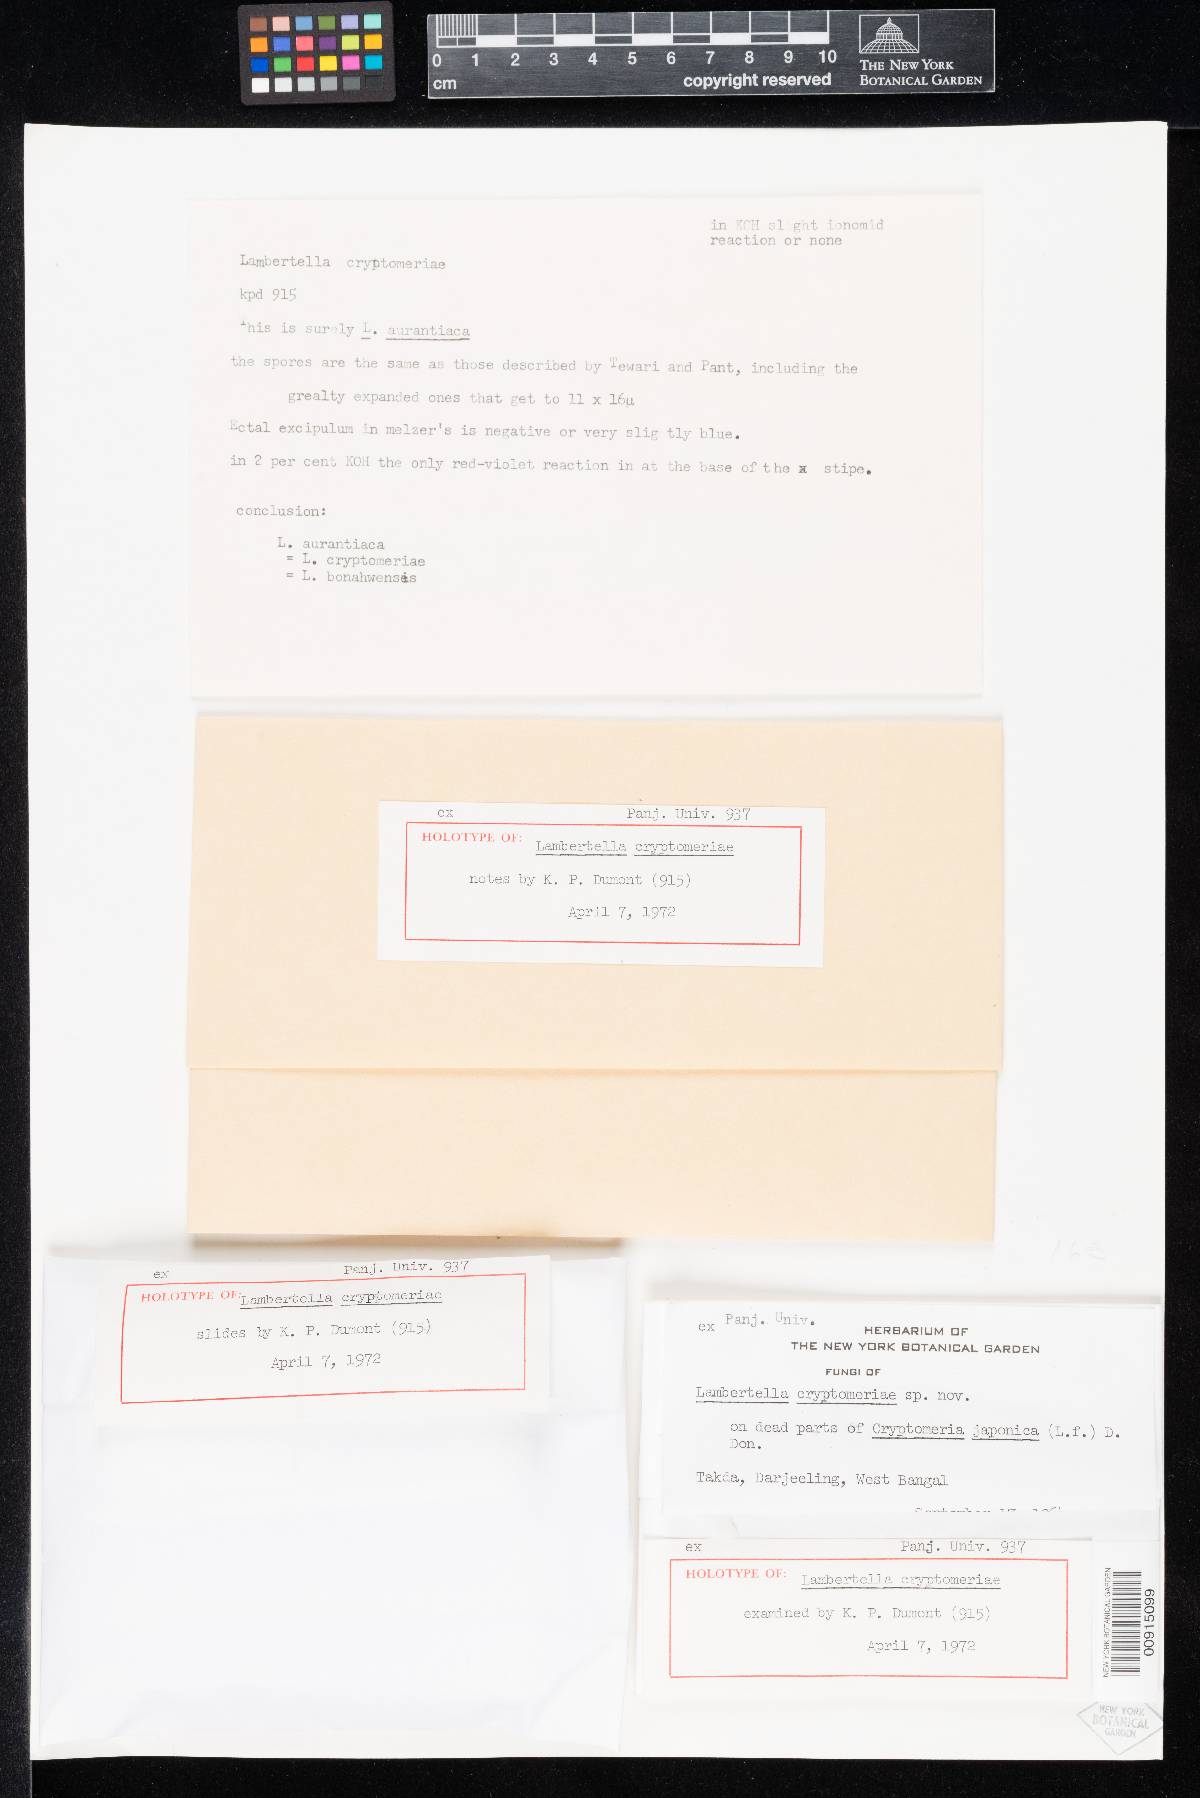 0 1 2 3 4 5 6 7 8 9 10
cm
copyright reserved
THE NEW YORK
BOTANICAL GARDEN
in KOH slight ionomid
reaction or none
Lambertella cryptomeriae
kpd 915
This is surely L. aurantiaca
the spores are the same as those described by Tewari and Pant, including the
grealty expanded ones that get to 11 x 16µ
Ectal excipulum in melzer's is negative or very slig tly blue.
in 2 per cent KOH the only red-violet reaction in at the base of the x stipe.
conclusion:
L. aurantiaca
= L. cryptomeriae
= L. bonahwensis
ex Panj. Univ. 937
HOLOTYPE OF: Lambertella cryptomeriae
notes by K. P. Dumont (915)
April 7, 1972
ex Panj. Univ. 937
HOLOTYPE OF: Lambertella cryptomeriae
slides by K. P. Dumont (915)
April 7, 1972
ex Panj. Univ.
HERBARIUM OF
THE NEW YORK BOTANICAL GARDEN
FUNGI OF
Lambertella cryptomeriae sp. nov.
on dead parts of Cryptomeria japonica (L.f.) D.
Don.
Takda, Darjeeling, West Bangal
ex Panj. Univ. 937
HOLOTYPE OF: Lambertella cryptomeriae
examined by K. P. Dumont (915)
April 7, 1972
NEW YORK BOTANICAL GARDEN
00915099
NEW YORK
BOTANICAL
GARDEN